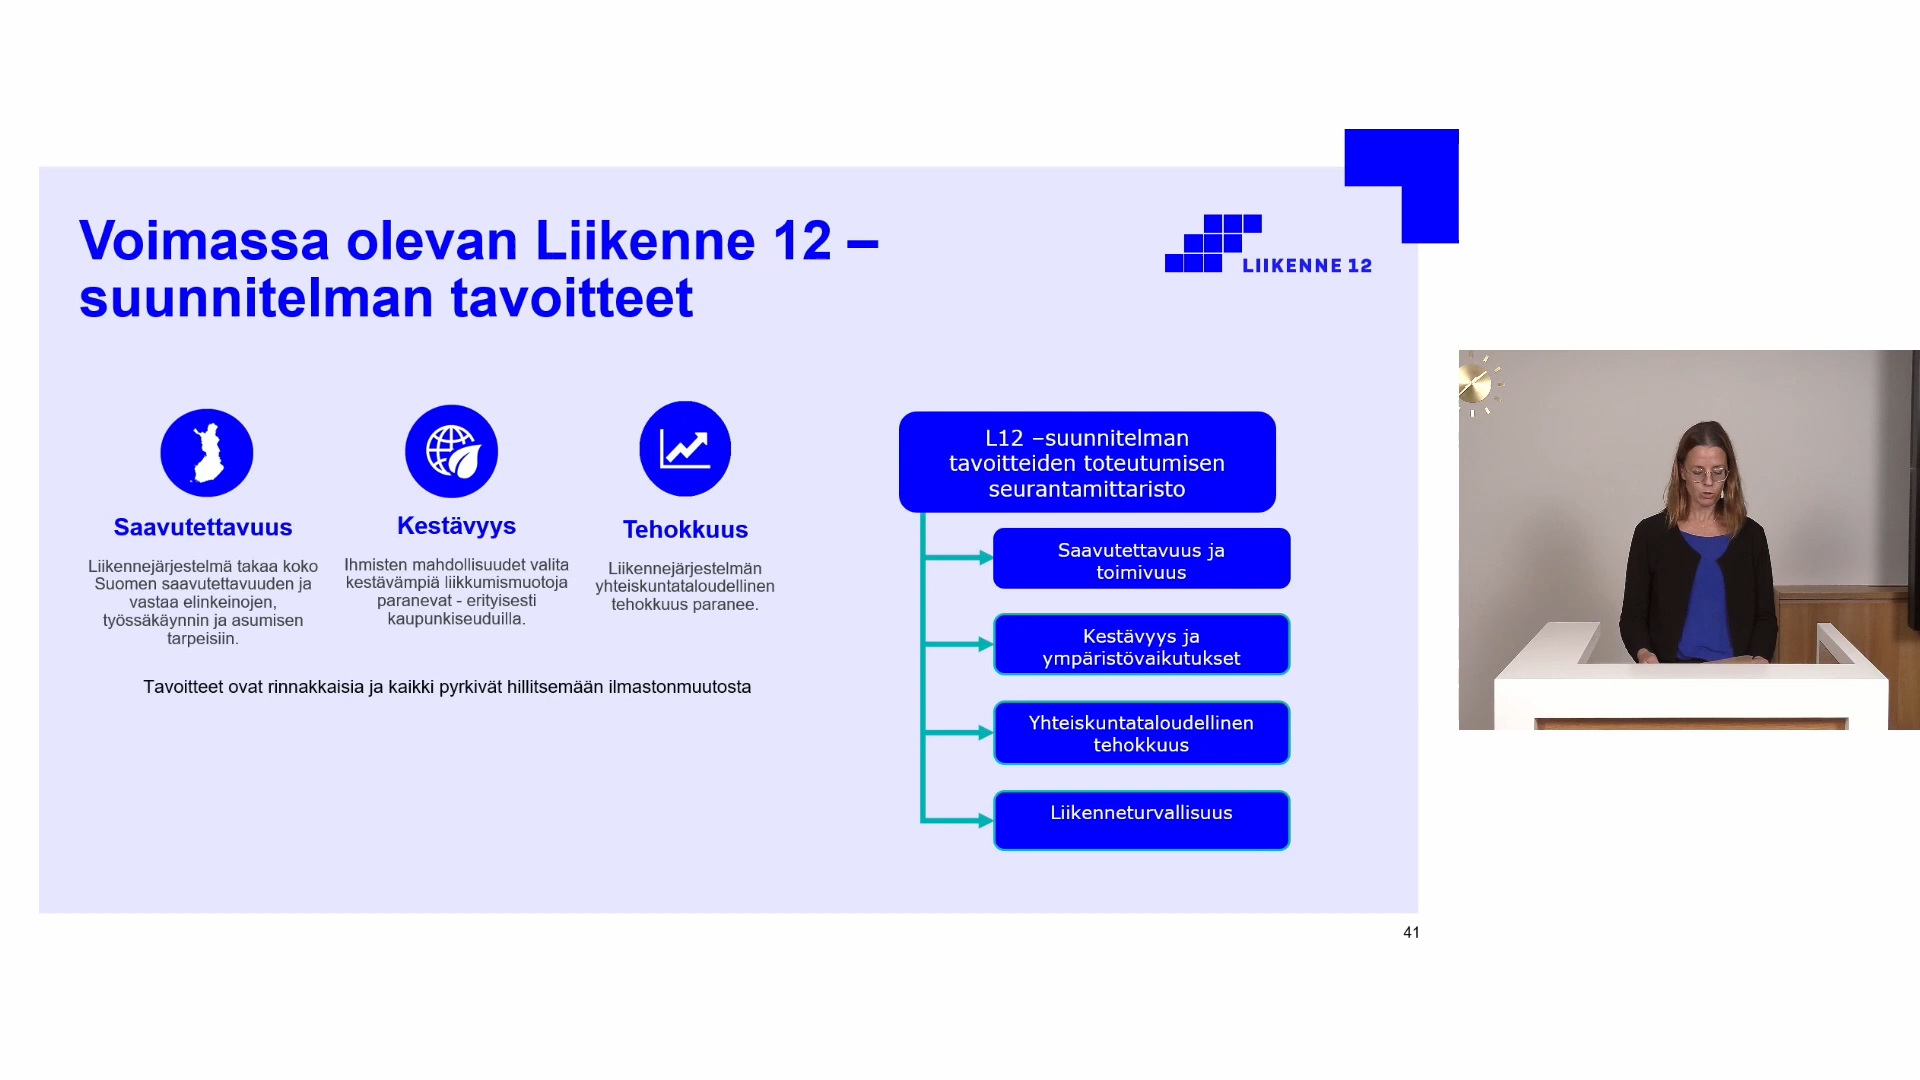 Voimassa olevan Liikenne 12 –
suunnitelman tavoitteet
LIIKENNE 12
Saavutettavuus
Liikennejärjestelmä takaa koko
Suomen saavutettavuuden ja
vastaa elinkeinojen,
työssäkäynnin ja asumisen
tarpeisiin.
Kestävyys
Ihmisten mahdollisuudet valita
kestävämpiä liikkumismuotoja
paranevat - erityisesti
kaupunkiseuduilla.
Tehokkuus
Liikennejärjestelmän
yhteiskuntataloudellinen
tehokkuus paranee.
Tavoitteet ovat rinnakkaisia ja kaikki pyrkivät hillitsemään ilmastonmuutosta
L12 –suunnitelman
tavoitteiden toteutumisen
seurantamittaristo
Saavutettavuus ja
toimivuus
Kestävyys ja
ympäristövaikutukset
Yhteiskuntataloudellinen
tehokkuus
Liikenneturvallisuus
41